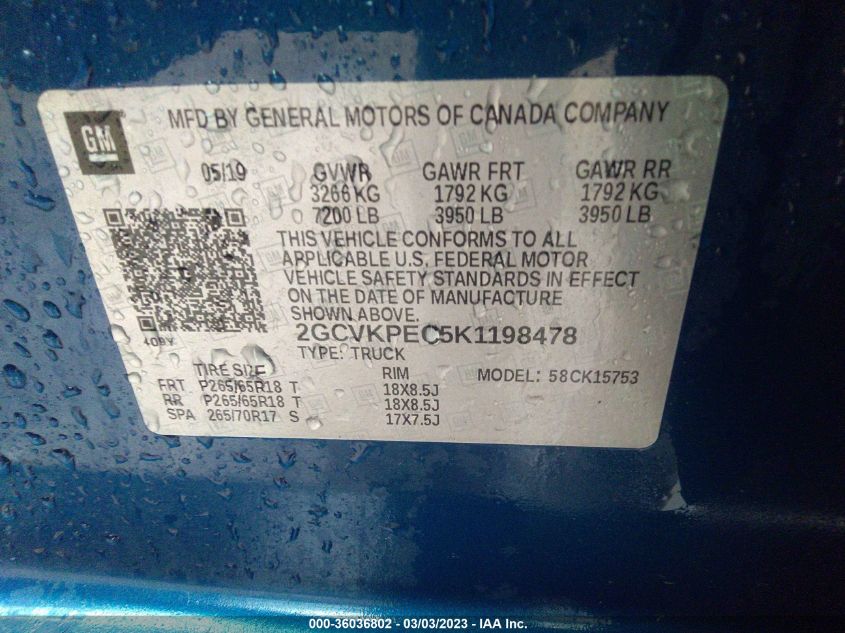 GM
MFD BY GENERAL MOTORS OF CANADA COMPANY
05/19 GVWR GAWR FRT GAWR RR
3266 KG 1792 KG 1792 KG
7200 LB 3950 LB 3950 LB
THIS VEHICLE CONFORMS TO ALL
APPLICABLE U.S. FEDERAL MOTOR
VEHICLE SAFETY STANDARDS IN EFFECT
ON THE DATE OF MANUFACTURE
SHOWN ABOVE.
2GCVKPEC5K1198478
TYPE: TRUCK
TIRE SIZE RIM MODEL: 58CK15753
FRT P265/65R18 T 18X8.5J
RR P265/65R18 T 18X8.5J
SPA 265/70R17 S 17X7.5J
000-36036802 - 03/03/2023 - IAA Inc.